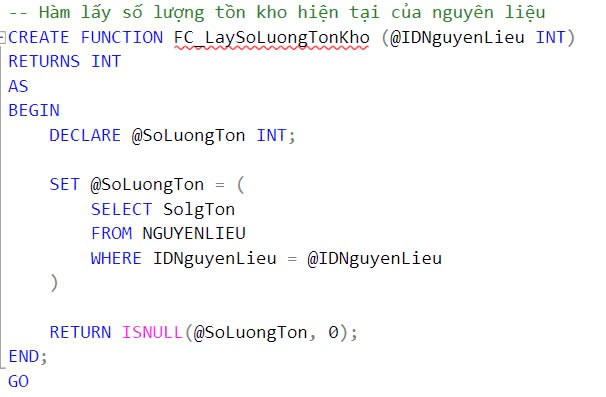 -- Hàm lấy số lượng tồn kho hiện tại của nguyên liệu
CREATE FUNCTION FC_LaySoLuongTonKho (@IDNguyenLieu INT)
RETURNS INT
AS
BEGIN
    DECLARE @SoLuongTon INT;

    SET @SoLuongTon = (
        SELECT SolgTon
        FROM NGUYENLIEU
        WHERE IDNguyenLieu = @IDNguyenLieu
    )

    RETURN ISNULL(@SoLuongTon, 0);
END;
GO